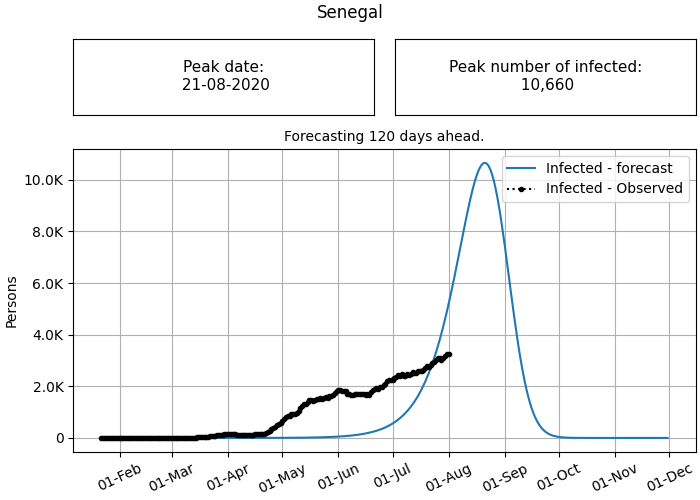 Senegal
Peak date:
21-08-2020
Peak number of infected:
10,660
Forecasting 120 days ahead.
Infected - forecast
Infected - Observed
10.0K
8.0K
6.0K
4.0K
2.0K
0
Persons
01-Feb
01-Mar
01-Apr
01-May
01-Jun
01-Jul
01-Aug
01-Sep
01-Oct
01-Nov
01-Dec